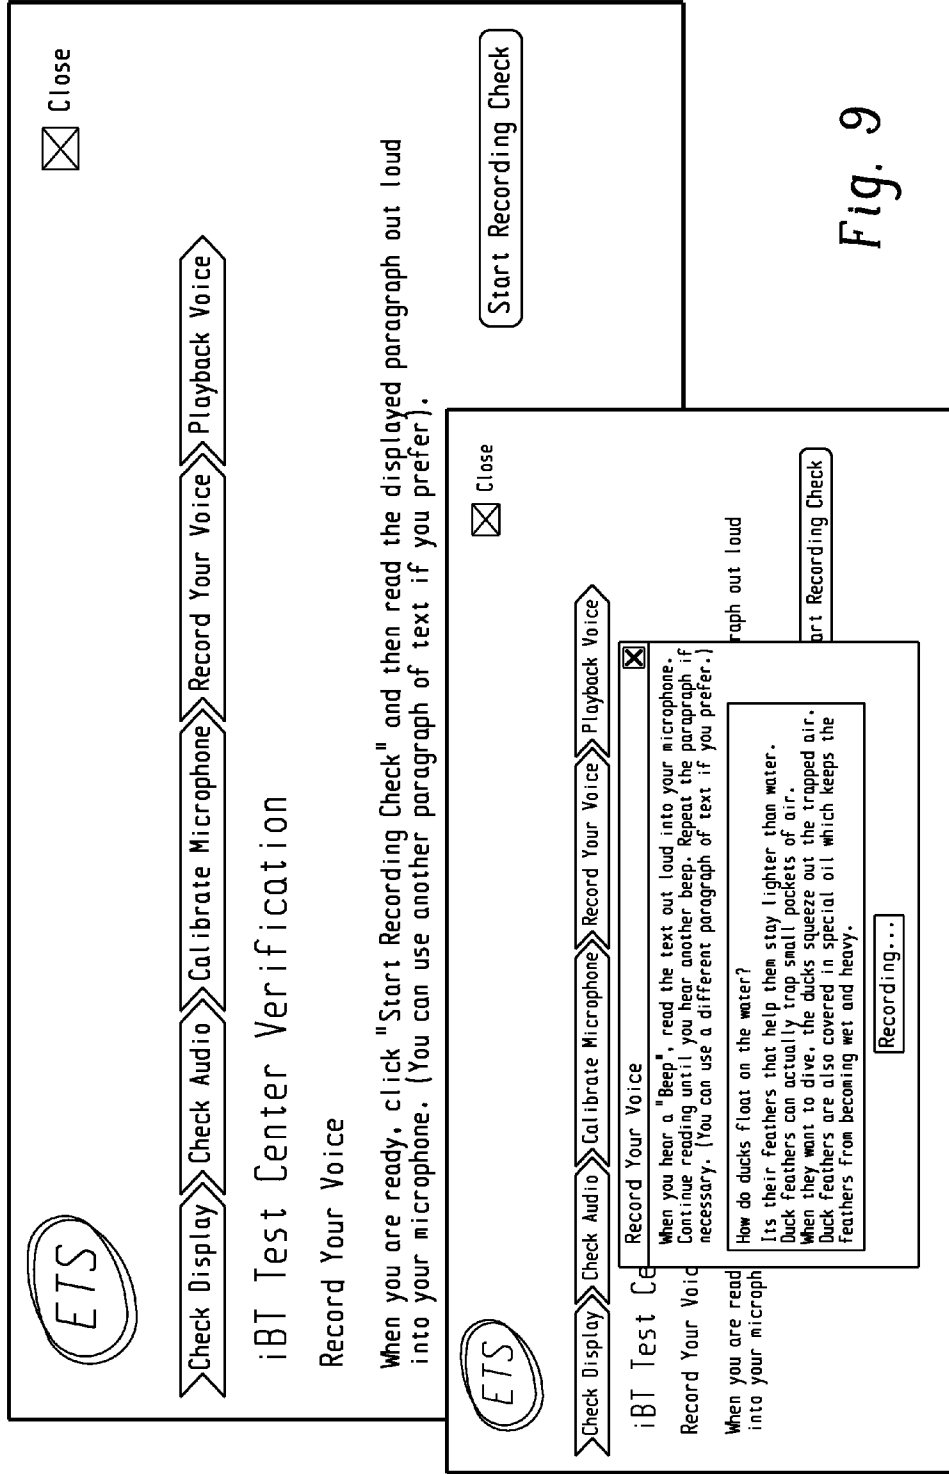 ETS
Close
Check Display
Check Audio
Calibrate Microphone
Record Your Voice
Playback Voice
iBT Test Center Verification
Record Your Voice
When you are ready, click "Start Recording Check" and then read the displayed paragraph out loud
into your microphone. (You can use another paragraph of text if you prefer).
Start Recording Check
ETS
Close
Check Display
Check Audio
Calibrate Microphone
Record Your Voice
Playback Voice
iBT Test Ce
Record Your Voic
When you are read
raph out loud
into your microph
art Recording Check
Record Your Voice
When you hear a "Beep", read the text out loud into your microphone.
Continue reading until you hear another beep. Repeat the parapraph if
necessary. (You can use a different paragraph of text if you prefer.)
How do ducks float on the water?
Its their feathers that help them stay lighter than water.
Duck feathers can actually trap small pockets of air.
When they want to dive, the ducks squeeze out the trapped air.
Duck feathers are also covered in special oil which keeps the
feathers from becoming wet and heavy.
Recording...
Fig. 9